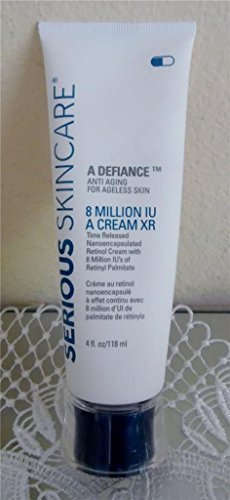 SERIOUS SKINCARE®
A DEFIANCE™
ANTI AGING
FOR AGELESS SKIN
8 MILLION IU
A CREAM XR
Time Released
Nanoencapsulated
Retinol Cream with
8 Million IU's of
Retinyl Palmitate
Crème au retinol
nanoencapsulé
à effet continu avec
8 million d'UI de
palmitate de rétinyle
4 fl. oz/118 ml